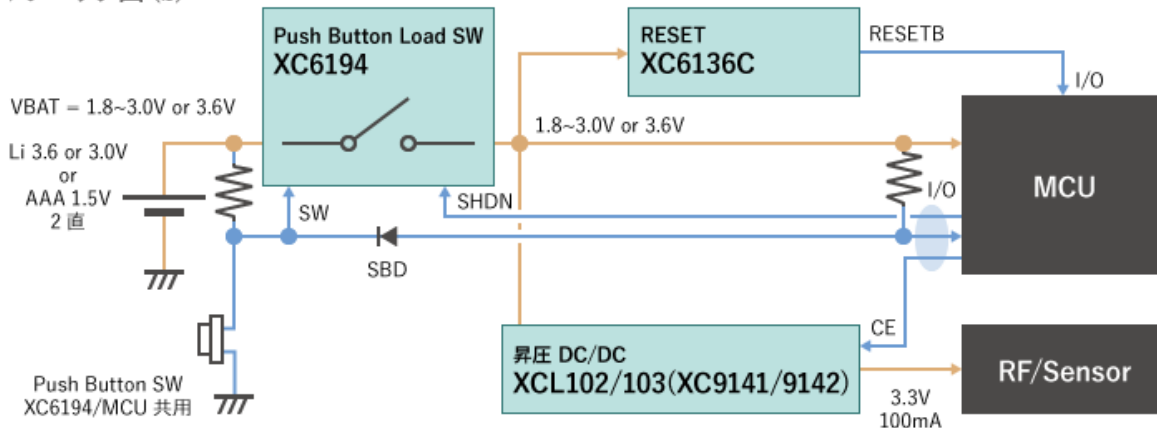 Push Button Load SW
XC6194
RESET
XC6136C
RESETB
I/O
VBAT = 1.8~3.0V or 3.6V
1.8~3.0V or 3.6V
Li 3.6 or 3.0V
or
AAA 1.5V
2 直
SW
SHDN
I/O
MCU
SBD
CE
昇圧 DC/DC
XCL102/103(XC9141/9142)
RF/Sensor
3.3V
100mA
Push Button SW
XC6194/MCU 共用